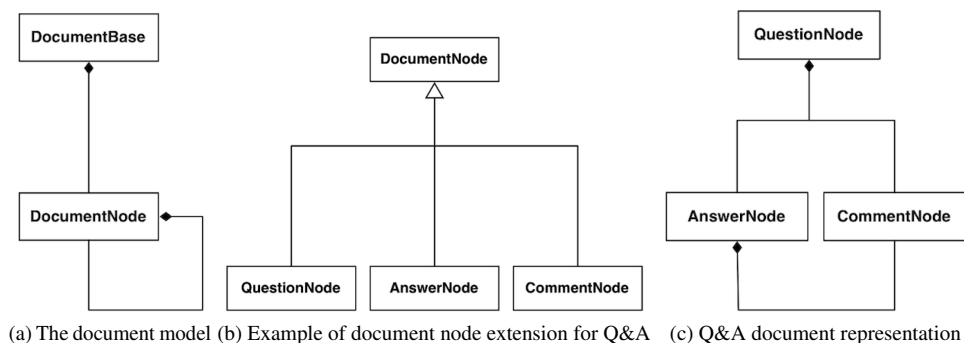 DocumentBase
DocumentNode
(a) The document model
DocumentNode
QuestionNode
AnswerNode
CommentNode
(b) Example of document node extension for Q&A
QuestionNode
AnswerNode
CommentNode
(c) Q&A document representation